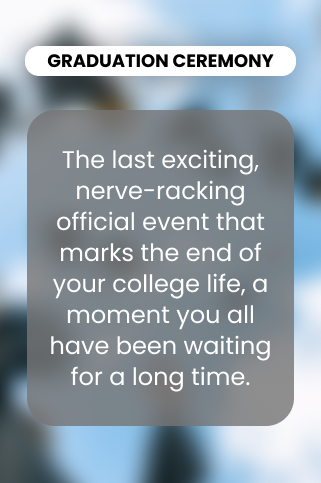 GRADUATION CEREMONY
The last exciting,
nerve-racking
official event that
marks the end of
your college life, a
moment you all
have been waiting
for a long time.